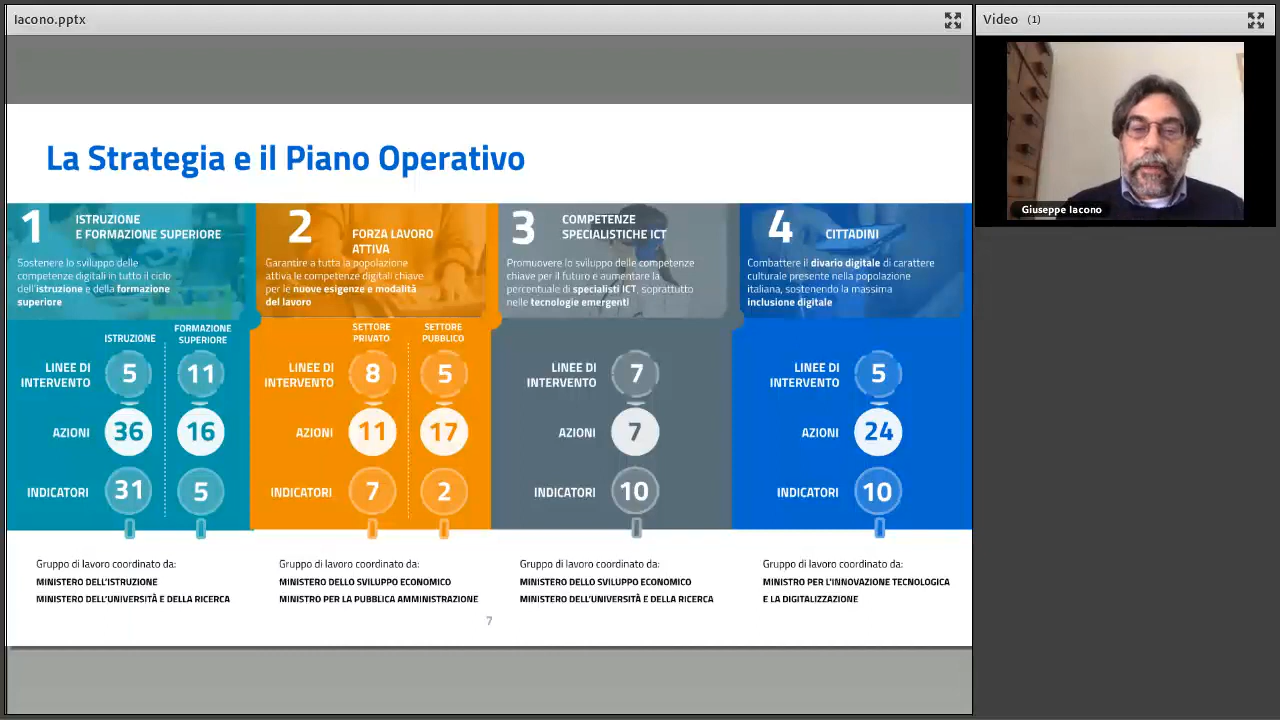 Iacono.pptx
Video (1)
Giuseppe Iacono
La Strategia e il Piano Operativo
1
ISTRUZIONE
E FORMAZIONE SUPERIORE
Sostenere lo sviluppo delle
competenze digitali in tutto il ciclo
dell'istruzione e della formazione
superiore
ISTRUZIONE
FORMAZIONE
SUPERIORE
LINEE DI
INTERVENTO
5
11
AZIONI
36
16
INDICATORI
31
5
Gruppo di lavoro coordinato da:
MINISTERO DELL'ISTRUZIONE
MINISTERO DELL'UNIVERSITÀ E DELLA RICERCA
2
FORZA LAVORO
ATTIVA
Garantire a tutta la popolazione
attiva le competenze digitali chiave
per le nuove esigenze e modalità
del lavoro
SETTORE
PRIVATO
SETTORE
PUBBLICO
LINEE DI
INTERVENTO
8
5
AZIONI
11
17
INDICATORI
7
2
Gruppo di lavoro coordinato da:
MINISTERO DELLO SVILUPPO ECONOMICO
MINISTRO PER LA PUBBLICA AMMINISTRAZIONE
3
COMPETENZE
SPECIALISTICHE ICT
Promuovere lo sviluppo delle competenze
chiave per il futuro e aumentare la
percentuale di specialisti ICT, soprattutto
nelle tecnologie emergenti
LINEE DI
INTERVENTO
7
AZIONI
7
INDICATORI
10
Gruppo di lavoro coordinato da:
MINISTERO DELLO SVILUPPO ECONOMICO
MINISTERO DELL'UNIVERSITÀ E DELLA RICERCA
4
CITTADINI
Combattere il divario digitale di carattere
culturale presente nella popolazione
italiana, sostenendo la massima
inclusione digitale
LINEE DI
INTERVENTO
5
AZIONI
24
INDICATORI
10
Gruppo di lavoro coordinato da:
MINISTRO PER L'INNOVAZIONE TECNOLOGICA
E LA DIGITALIZZAZIONE
7